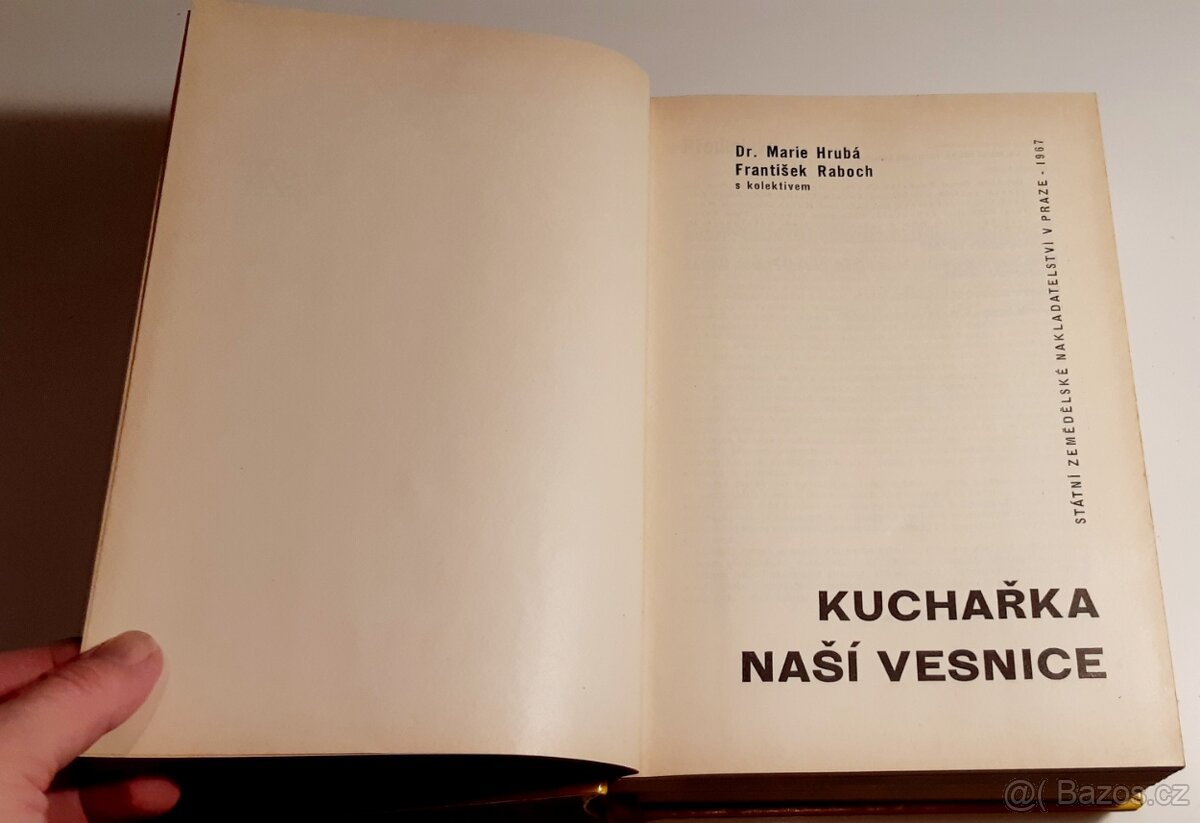 Dr. Marie Hrubá
František Raboch
s kolektivem
STÁTNÍ ZEMĚDĚLSKÉ NAKLADATELSTVÍ V PRAZE · 1967
KUCHAŘKA
NAŠÍ VESNICE
@( Bazos.cz